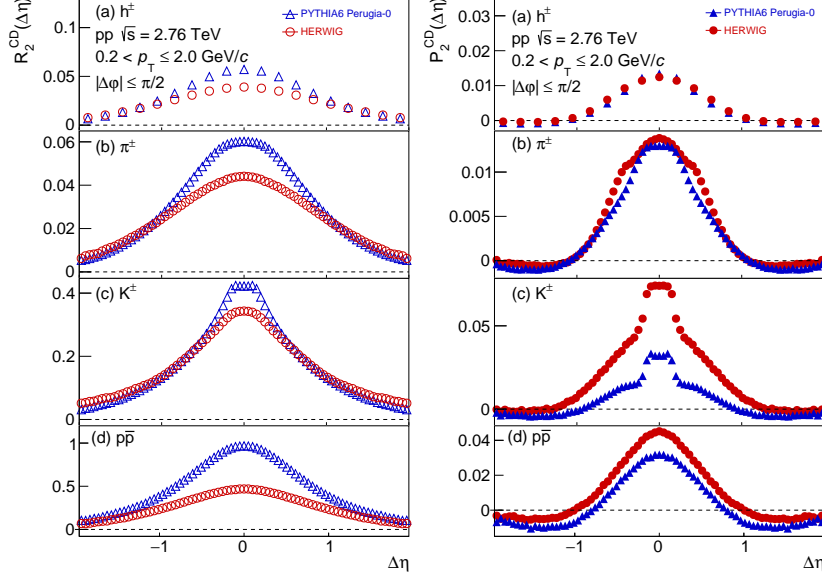 R₂^CD(Δη)
(a) h±
pp √s = 2.76 TeV
0.2 < p_T ≤ 2.0 GeV/c
|Δφ| ≤ π/2
PYTHIA6 Perugia-0
HERWIG
0.1
0.05
0
(b) π±
0.06
0.04
0.02
0
(c) K±
0.4
0.2
0
(d) pp̅
1
0.5
0
−1 0 1
Δη
P₂^CD(Δη)
(a) h±
pp √s = 2.76 TeV
0.2 < p_T ≤ 2.0 GeV/c
|Δφ| ≤ π/2
PYTHIA6 Perugia-0
HERWIG
0.03
0.02
0.01
0
(b) π±
0.01
0.005
0
(c) K±
0.05
0
(d) pp̅
0.04
0.02
0
−1 0 1
Δη